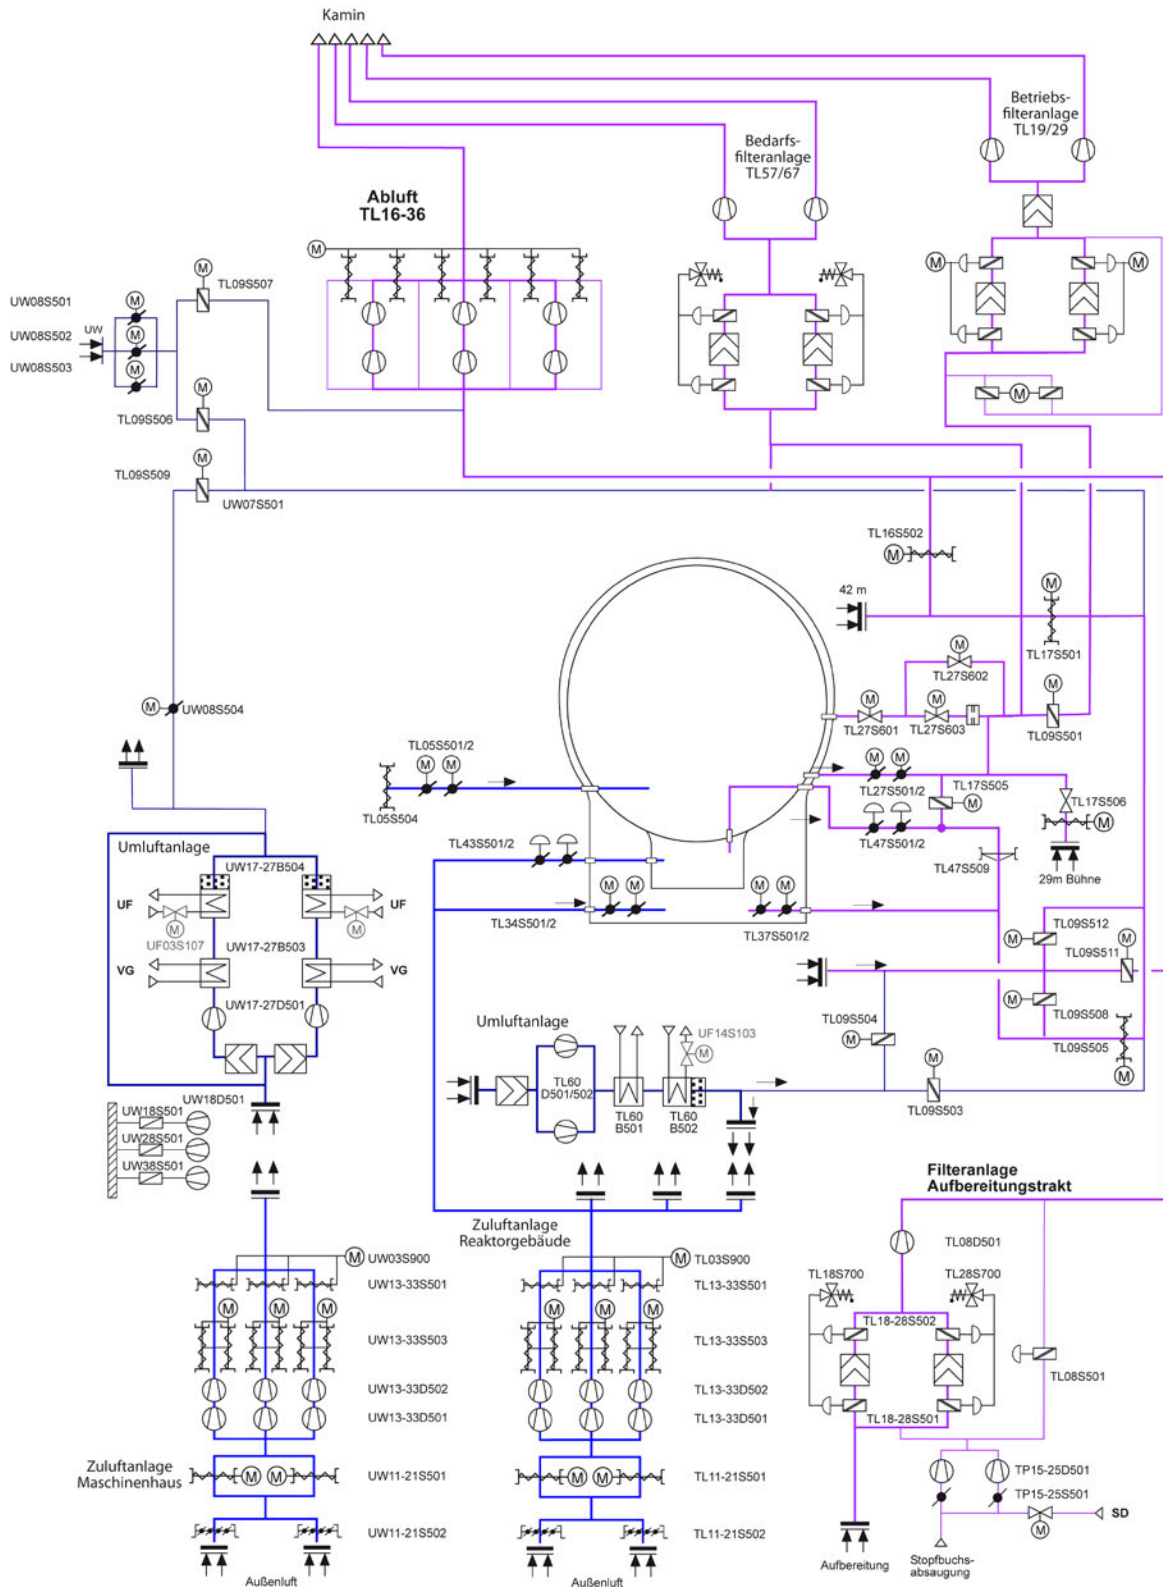 Kamin
Betriebs-
filteranlage
TL19/29
Bedarfs-
filteranlage
TL57/67
Abluft
TL16-36
M
M
M
M
TL09S507
UW08S501
M
UW
UW08S502
M
UW08S503
M
M
TL09S506
M
M
TL09S509
UW07S501
TL16S502
M
42 m
M
TL17S501
M
TL27S602
M
M
M
TL27S601
TL27S603
TL09S501
M
UW08S504
TL05S501/2
M
M
TL05S504
M
M
TL27S501/2
TL17S505
M
TL17S506
M
TL47S501/2
TL47S509
29m Bühne
TL43S501/2
Umluftanlage
UW17-27B504
UF
UF
M
M
UF03S107
UW17-27B503
VG
VG
UW17-27D501
M
M
TL34S501/2
M
M
TL37S501/2
TL09S512
M
M
TL09S511
M
TL09S508
TL09S504
M
TL09S505
M
Umluftanlage
UF14S103
M
TL60
D501/502
TL60
B501
TL60
B502
M
TL09S503
UW18D501
UW18S501
UW28S501
UW38S501
Filteranlage
Aufbereitungstrakt
Zuluftanlage
Reaktorgebäude
M
UW03S900
M
TL03S900
TL08D501
UW13-33S501
TL13-33S501
TL18S700
TL28S700
M
M
M
M
M
M
TL18-28S502
UW13-33S503
TL13-33S503
TL08S501
UW13-33D502
TL13-33D502
UW13-33D501
TL13-33D501
TL18-28S501
Zuluftanlage
Maschinenhaus
M
M
UW11-21S501
M
M
TL11-21S501
TP15-25D501
TP15-25S501
SD
M
UW11-21S502
TL11-21S502
Aufbereitung
Stopfbuchs-
absaugung
Außenluft
Außenluft